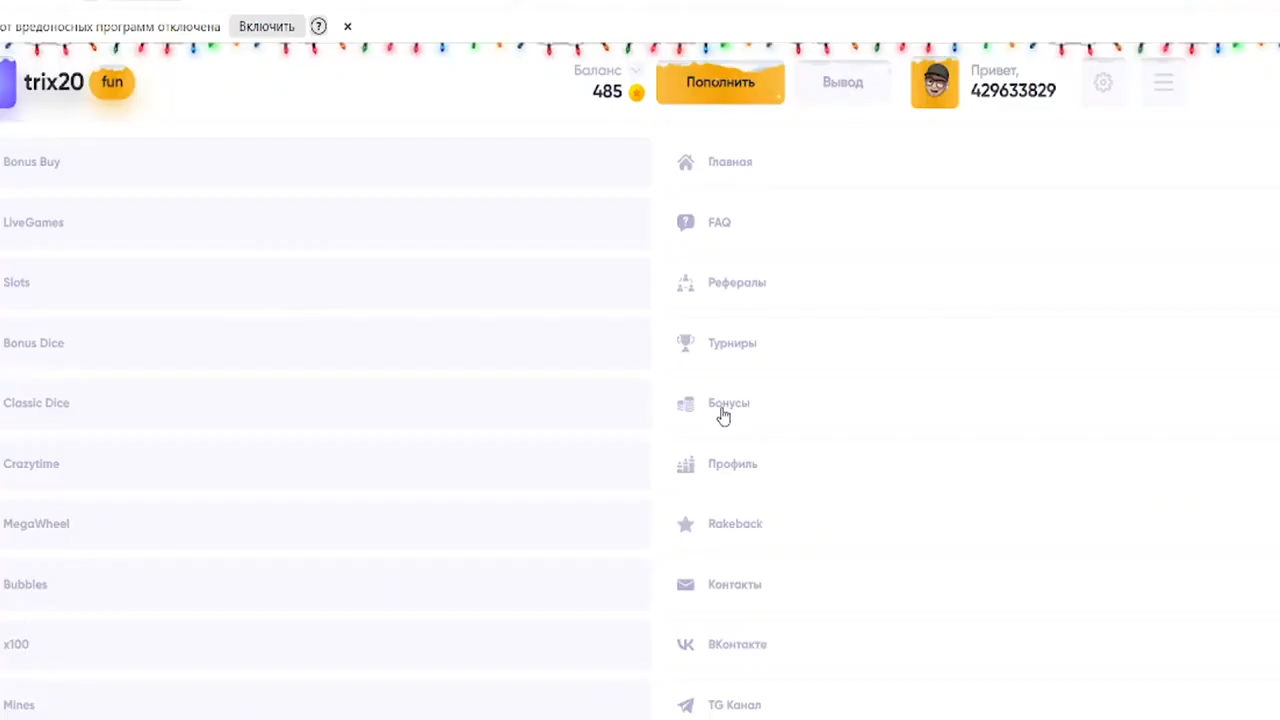 от вредоносных программ отключена Включить ? ×
trix20 fun
Баланс
485
Пополнить
Вывод
Привет,
429633829
Bonus Buy
LiveGames
Slots
Bonus Dice
Classic Dice
Crazytime
MegaWheel
Bubbles
x100
Mines
Главная
FAQ
Рефералы
Турниры
Бонусы
Профиль
Rakeback
Контакты
ВКонтакте
TG Канал